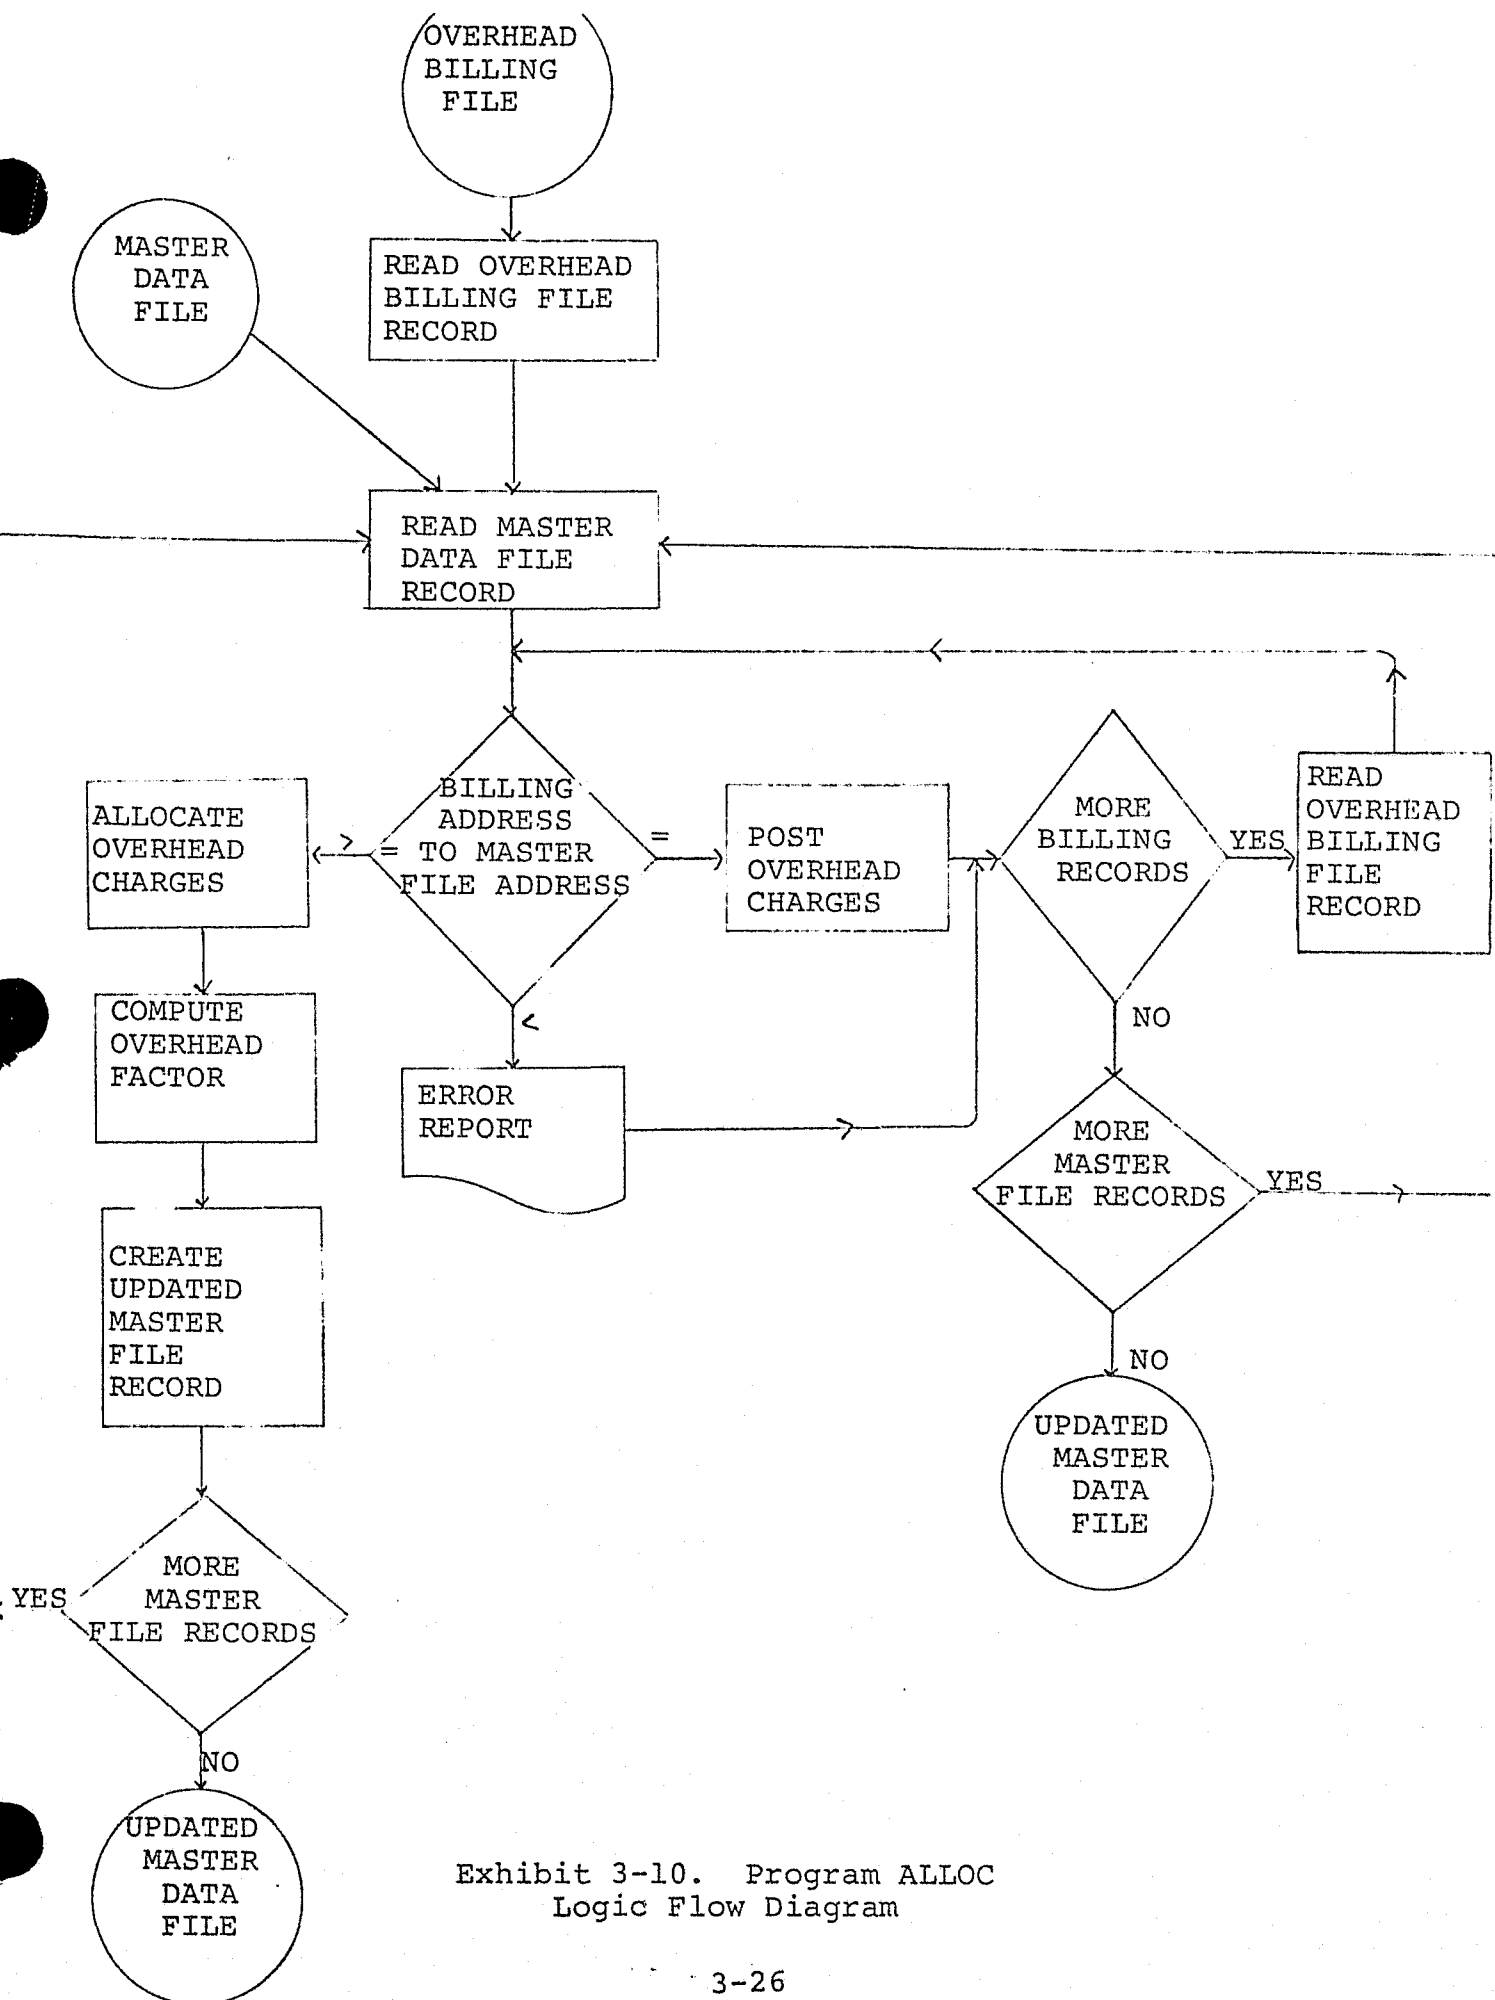 OVERHEAD
BILLING
FILE
MASTER
DATA
FILE
READ OVERHEAD
BILLING FILE
RECORD
READ MASTER
DATA FILE
RECORD
ALLOCATE
OVERHEAD
CHARGES
>
BILLING
ADDRESS
= TO MASTER
FILE ADDRESS
=
POST
OVERHEAD
CHARGES
MORE
BILLING
RECORDS
YES
READ
OVERHEAD
BILLING
FILE
RECORD
<
NO
COMPUTE
OVERHEAD
FACTOR
ERROR
REPORT
MORE
MASTER
FILE RECORDS
YES
CREATE
UPDATED
MASTER
FILE
RECORD
NO
UPDATED
MASTER
DATA
FILE
MORE
MASTER
FILE RECORDS
YES
NO
UPDATED
MASTER
DATA
FILE
Exhibit 3-10. Program ALLOC
Logic Flow Diagram
3-26